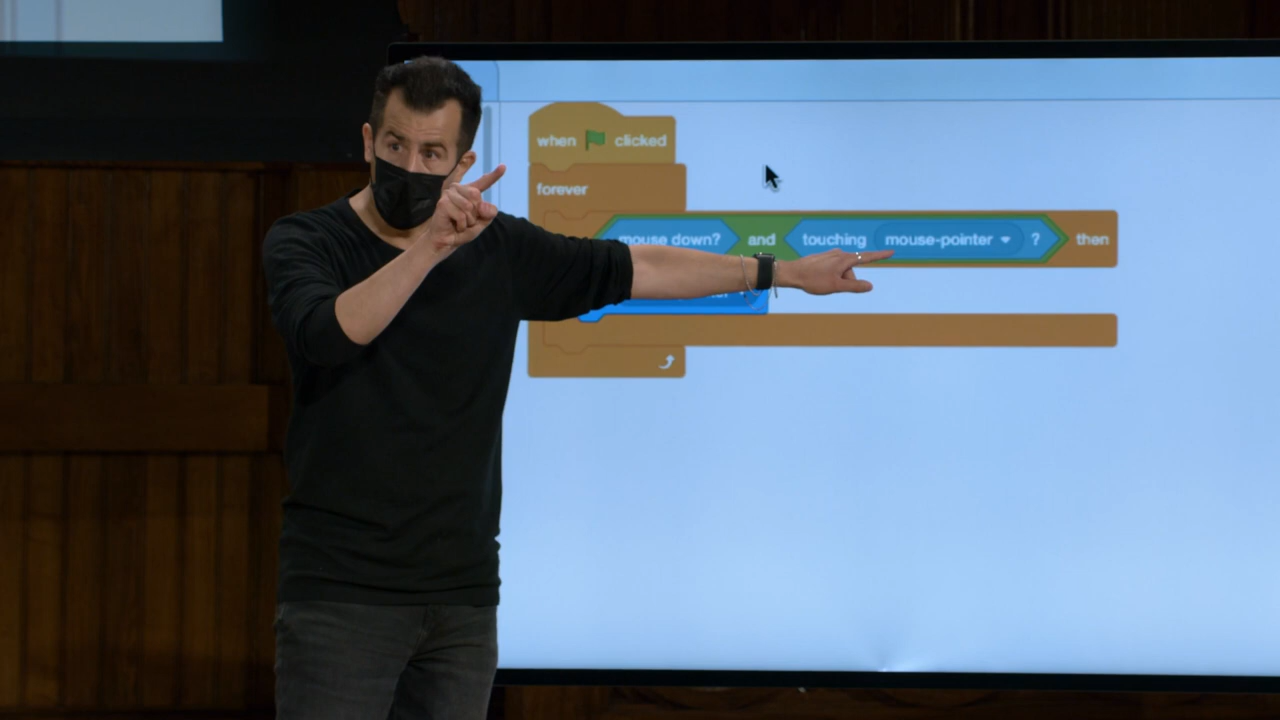 when clicked
forever
mouse down? and touching mouse-pointer ? then